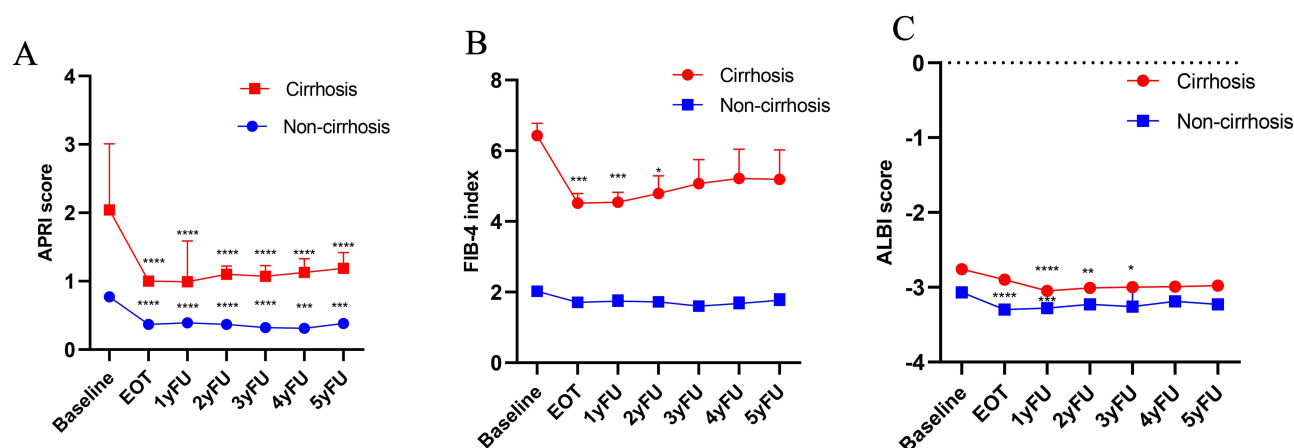 A
APRI score
4
3
2
1
0
Cirrhosis
Non-cirrhosis
**** **** **** **** **** ****
**** **** **** **** *** ***
Baseline EOT 1yFU 2yFU 3yFU 4yFU 5yFU
B
FIB-4 index
8
6
4
2
0
Cirrhosis
Non-cirrhosis
*** *** *
Baseline EOT 1yFU 2yFU 3yFU 4yFU 5yFU
C
ALBI score
0
-1
-2
-3
-4
Cirrhosis
Non-cirrhosis
**** ** *
**** ***
Baseline EOT 1yFU 2yFU 3yFU 4yFU 5yFU